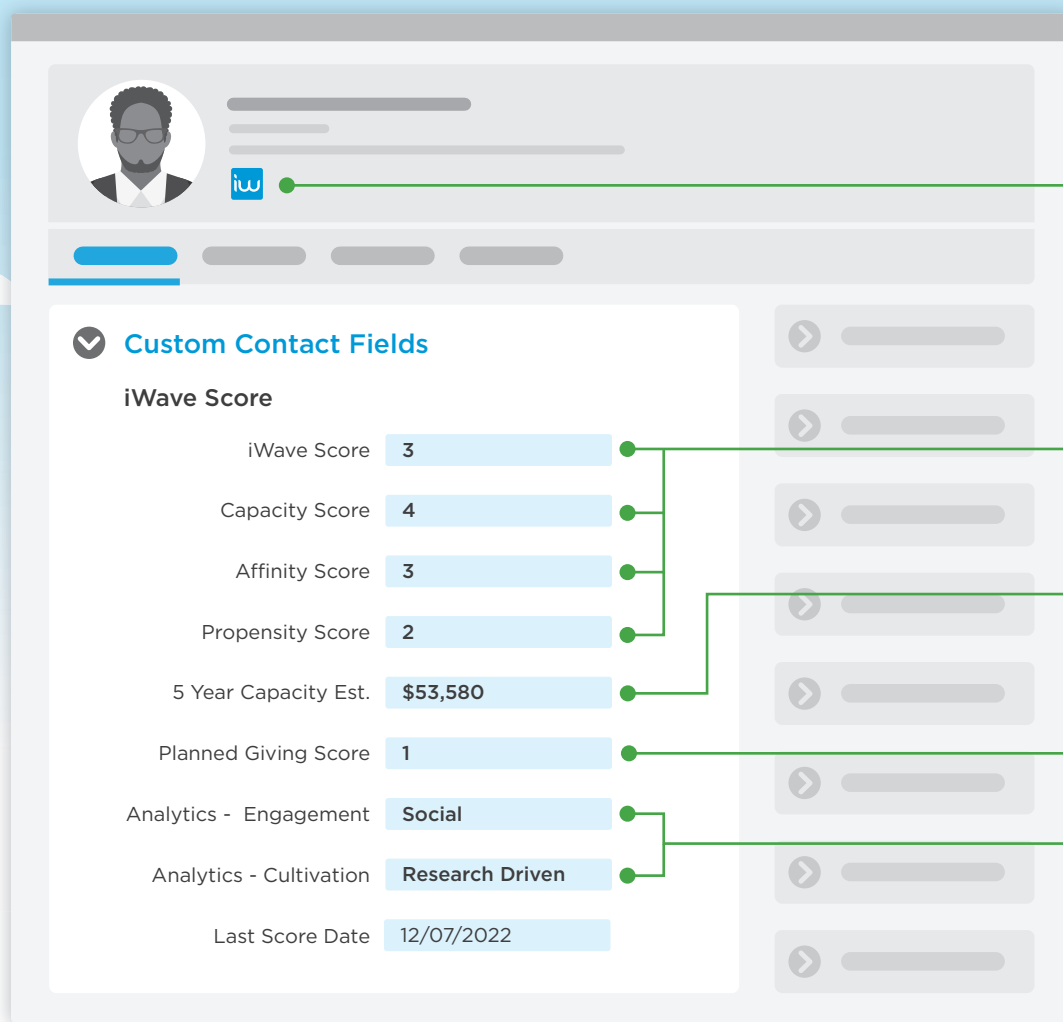 iw
Custom Contact Fields
iWave Score
iWave Score 3
Capacity Score 4
Affinity Score 3
Propensity Score 2
5 Year Capacity Est. $53,580
Planned Giving Score 1
Analytics -  Engagement Social
Analytics - Cultivation Research Driven
Last Score Date 12/07/2022